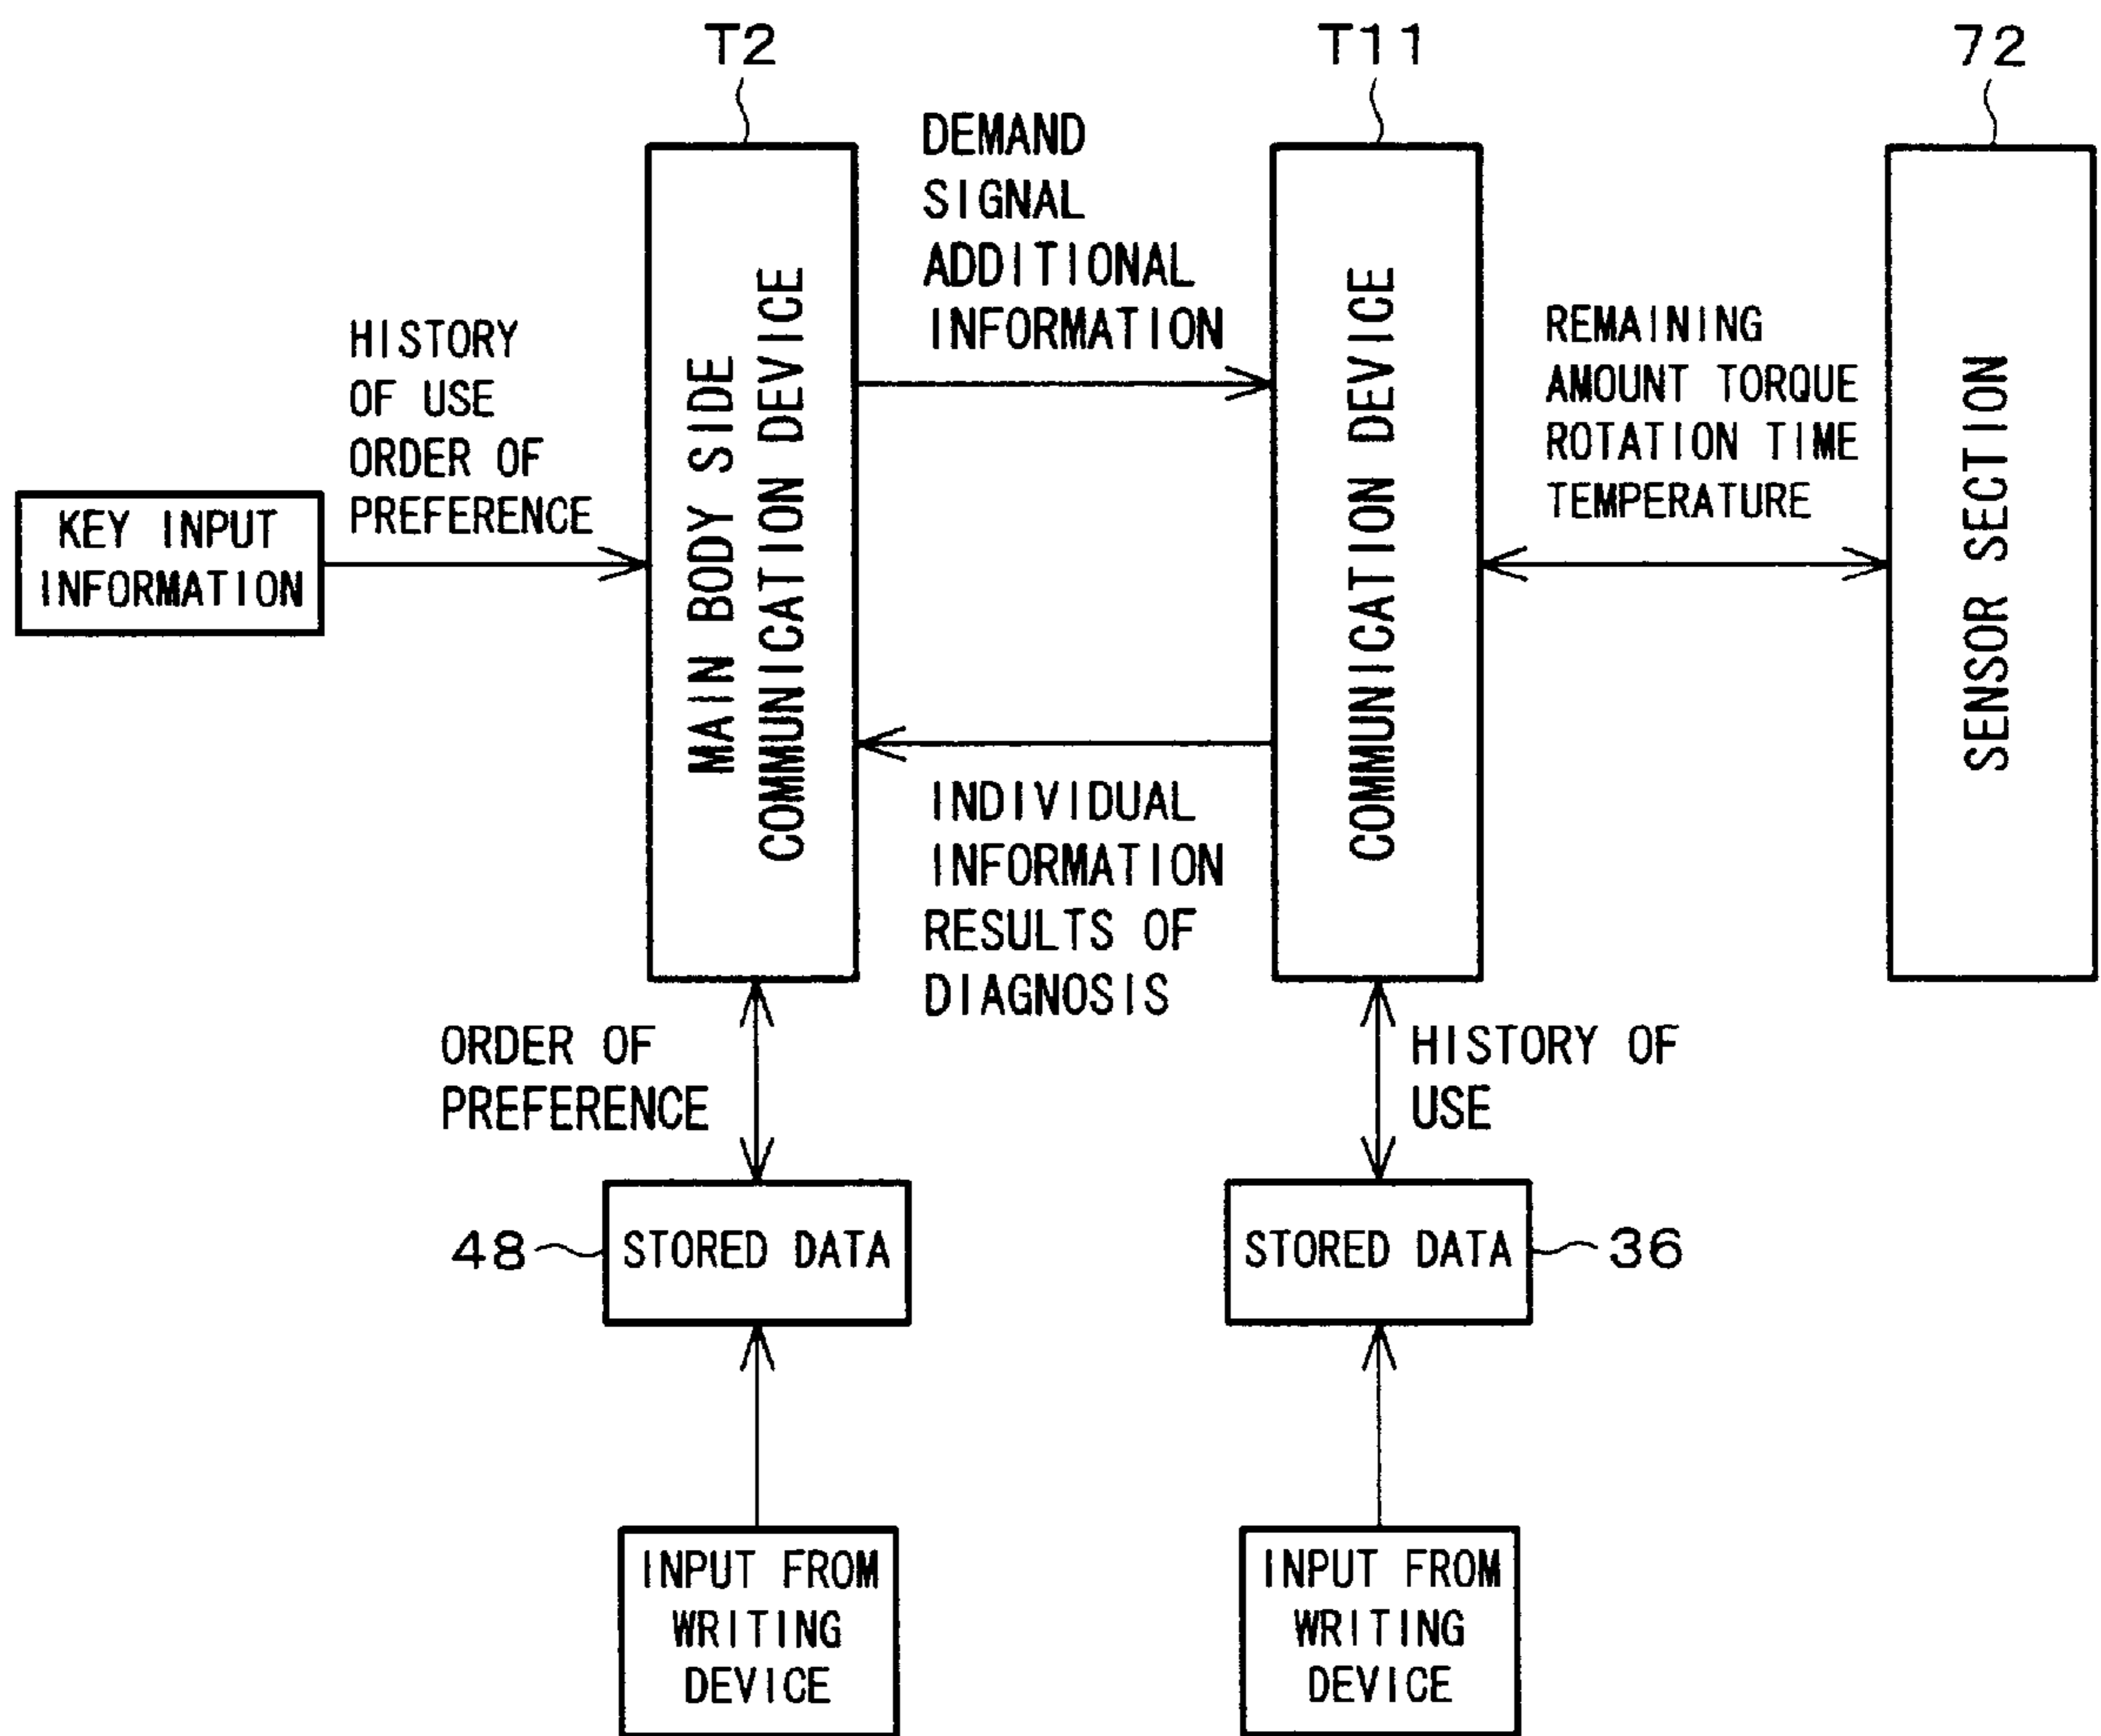 T2
T11
72
DEMAND
SIGNAL
ADDITIONAL
INFORMATION
HISTORY
OF USE
ORDER OF
PREFERENCE
KEY INPUT
INFORMATION
MAIN BODY SIDE
COMMUNICATION DEVICE
COMMUNICATION DEVICE
REMAINING
AMOUNT TORQUE
ROTATION TIME
TEMPERATURE
SENSOR SECTION
INDIVIDUAL
INFORMATION
RESULTS OF
DIAGNOSIS
ORDER OF
PREFERENCE
HISTORY OF
USE
48
STORED DATA
STORED DATA
36
INPUT FROM
WRITING
DEVICE
INPUT FROM
WRITING
DEVICE